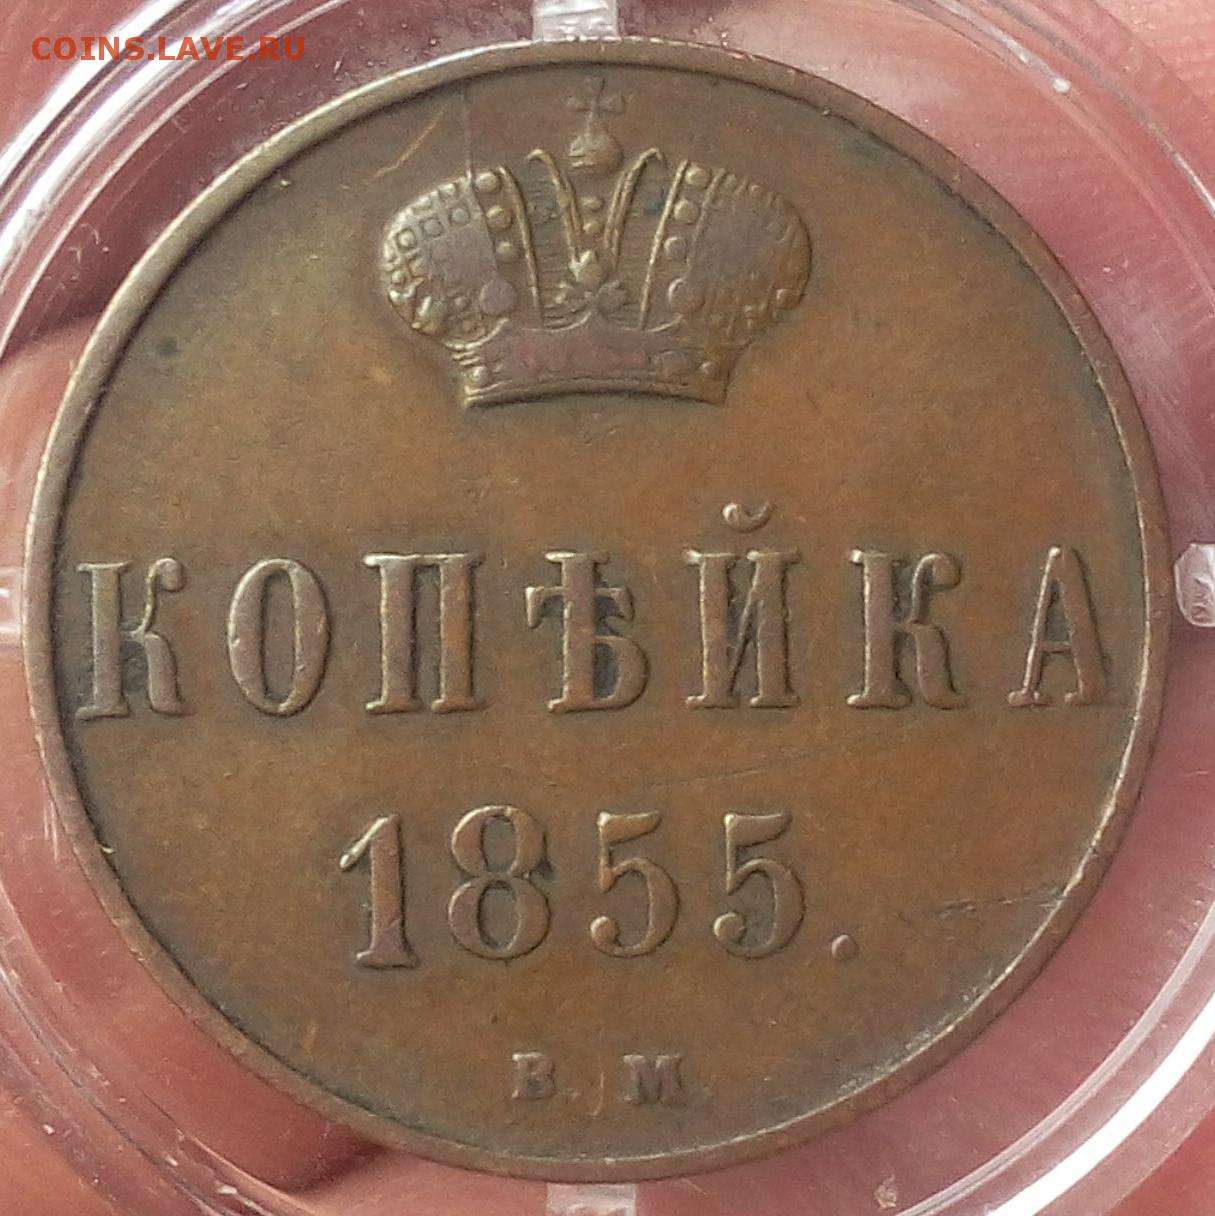 COINS.LAVE.RU
КОПѢЙКА
1855.
В. М.